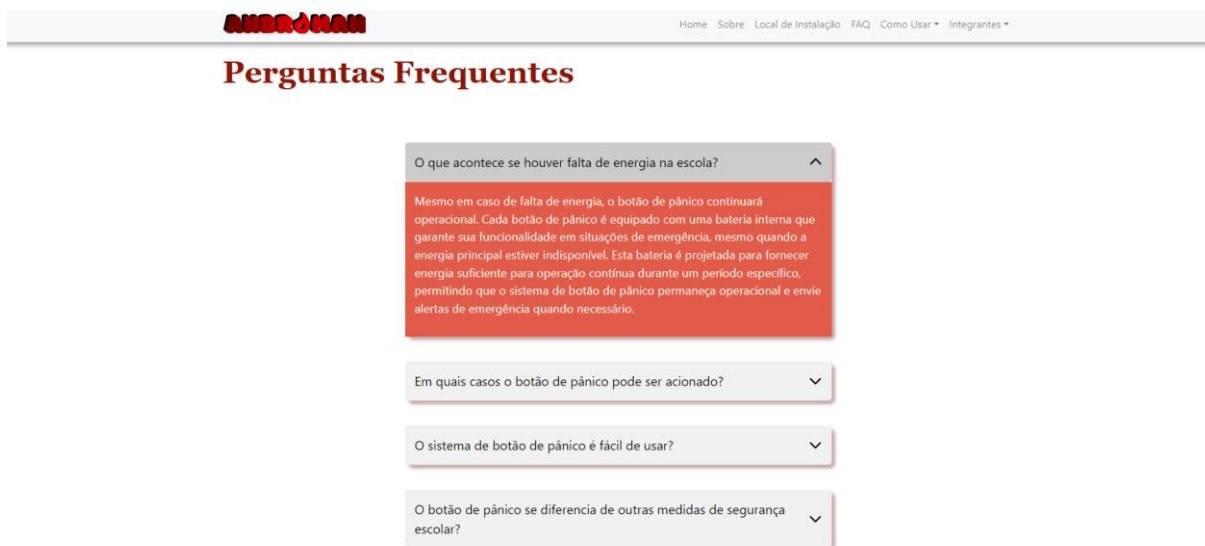 Home Sobre Local de Instalação FAQ Como Usar Integrantes
Perguntas Frequentes
O que acontece se houver falta de energia na escola?
Mesmo em caso de falta de energia, o botão de pânico continuará
operacional. Cada botão de pânico é equipado com uma bateria interna que
garante sua funcionalidade em situações de emergência, mesmo quando a
energia principal estiver indisponível. Esta bateria é projetada para fornecer
energia suficiente para operação contínua durante um período específico,
permitindo que o sistema de botão de pânico permaneça operacional e envie
alertas de emergência quando necessário.
Em quais casos o botão de pânico pode ser acionado?
O sistema de botão de pânico é fácil de usar?
O botão de pânico se diferencia de outras medidas de segurança
escolar?